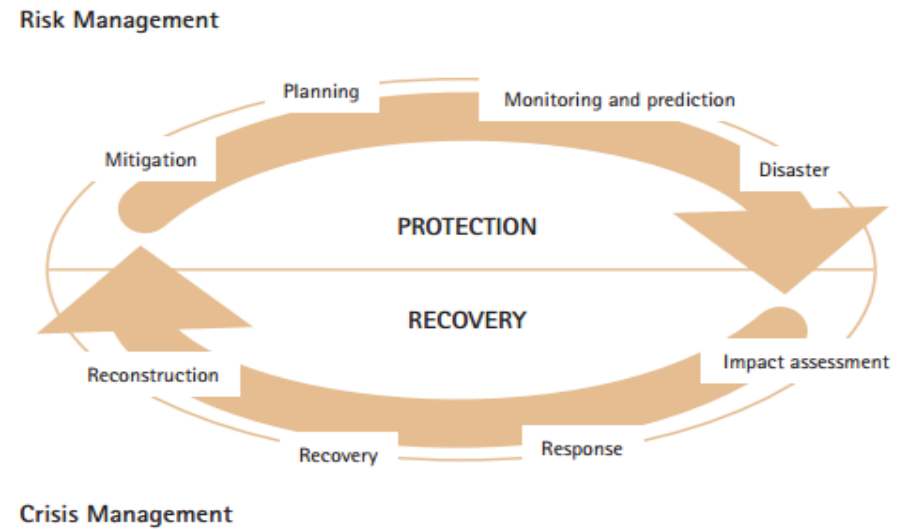 Risk Management
Planning
Monitoring and prediction
Mitigation
Disaster
PROTECTION
RECOVERY
Impact assessment
Reconstruction
Response
Recovery
Crisis Management